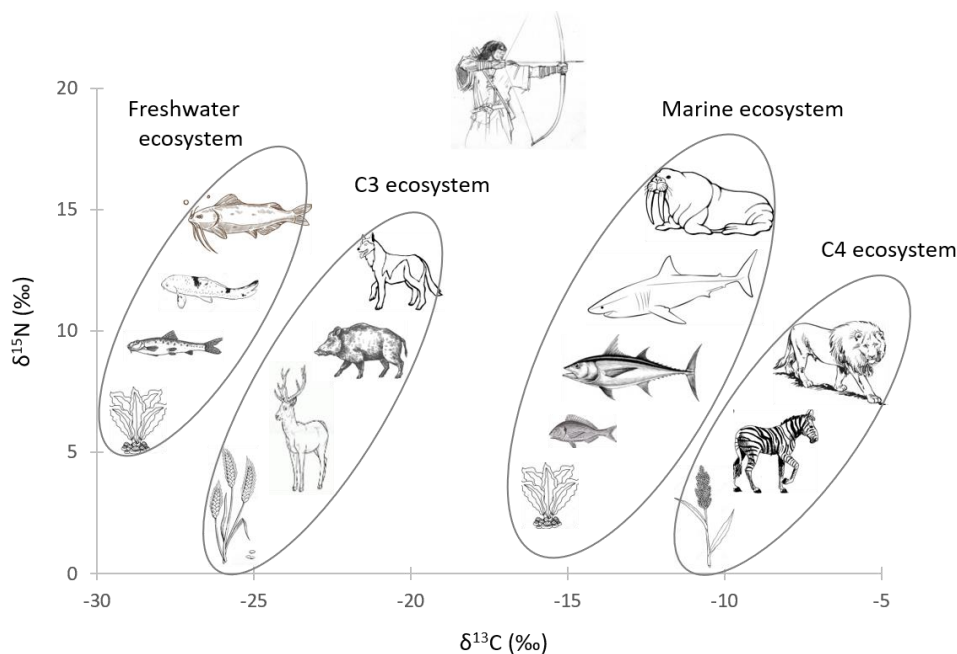 Freshwater
ecosystem
C3 ecosystem
Marine ecosystem
C4 ecosystem
20
15
10
5
0
δ15N (‰)
-30
-25
-20
-15
-10
-5
δ13C (‰)